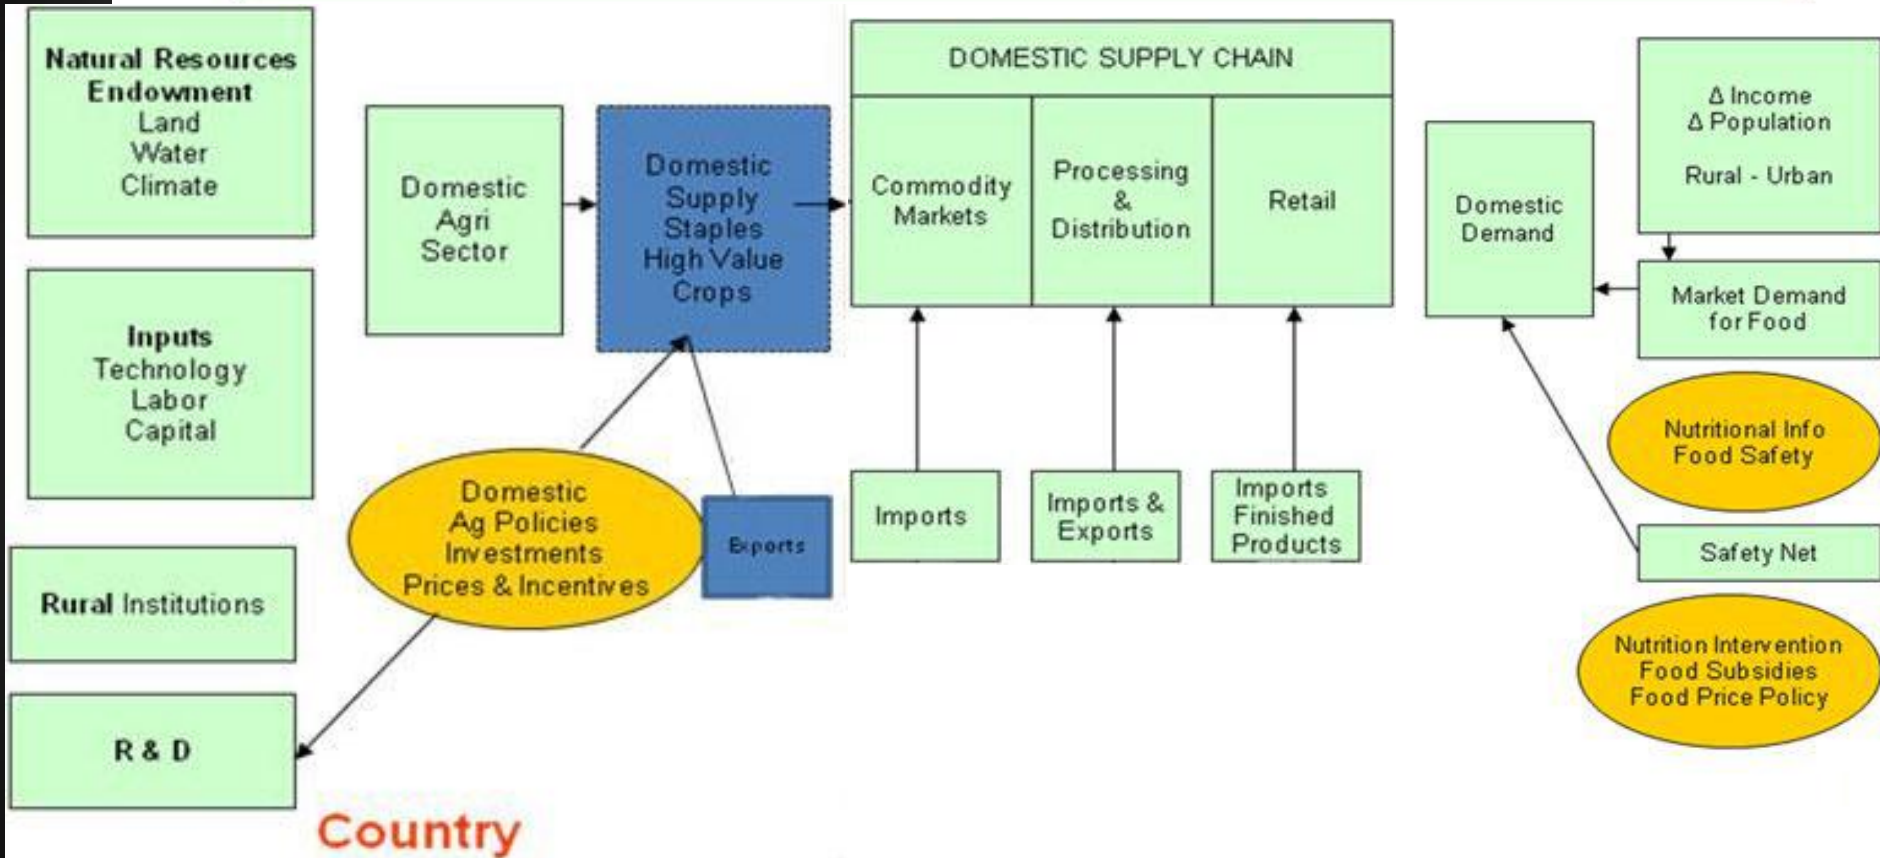 Natural Resources
Endowment
Land
Water
Climate
Inputs
Technology
Labor
Capital
Rural Institutions
R & D
Country
Domestic
Agri
Sector
Domestic
Supply
Staples
High Value
Crops
Domestic
Ag Policies
Investments
Prices & Incentives
Exports
DOMESTIC SUPPLY CHAIN
Commodity
Markets
Processing
&
Distribution
Retail
Imports
Imports &
Exports
Imports
Finished
Products
Domestic
Demand
Δ Income
Δ Population
Rural - Urban
Market Demand
for Food
Nutritional Info
Food Safety
Safety Net
Nutrition Intervention
Food Subsidies
Food Price Policy